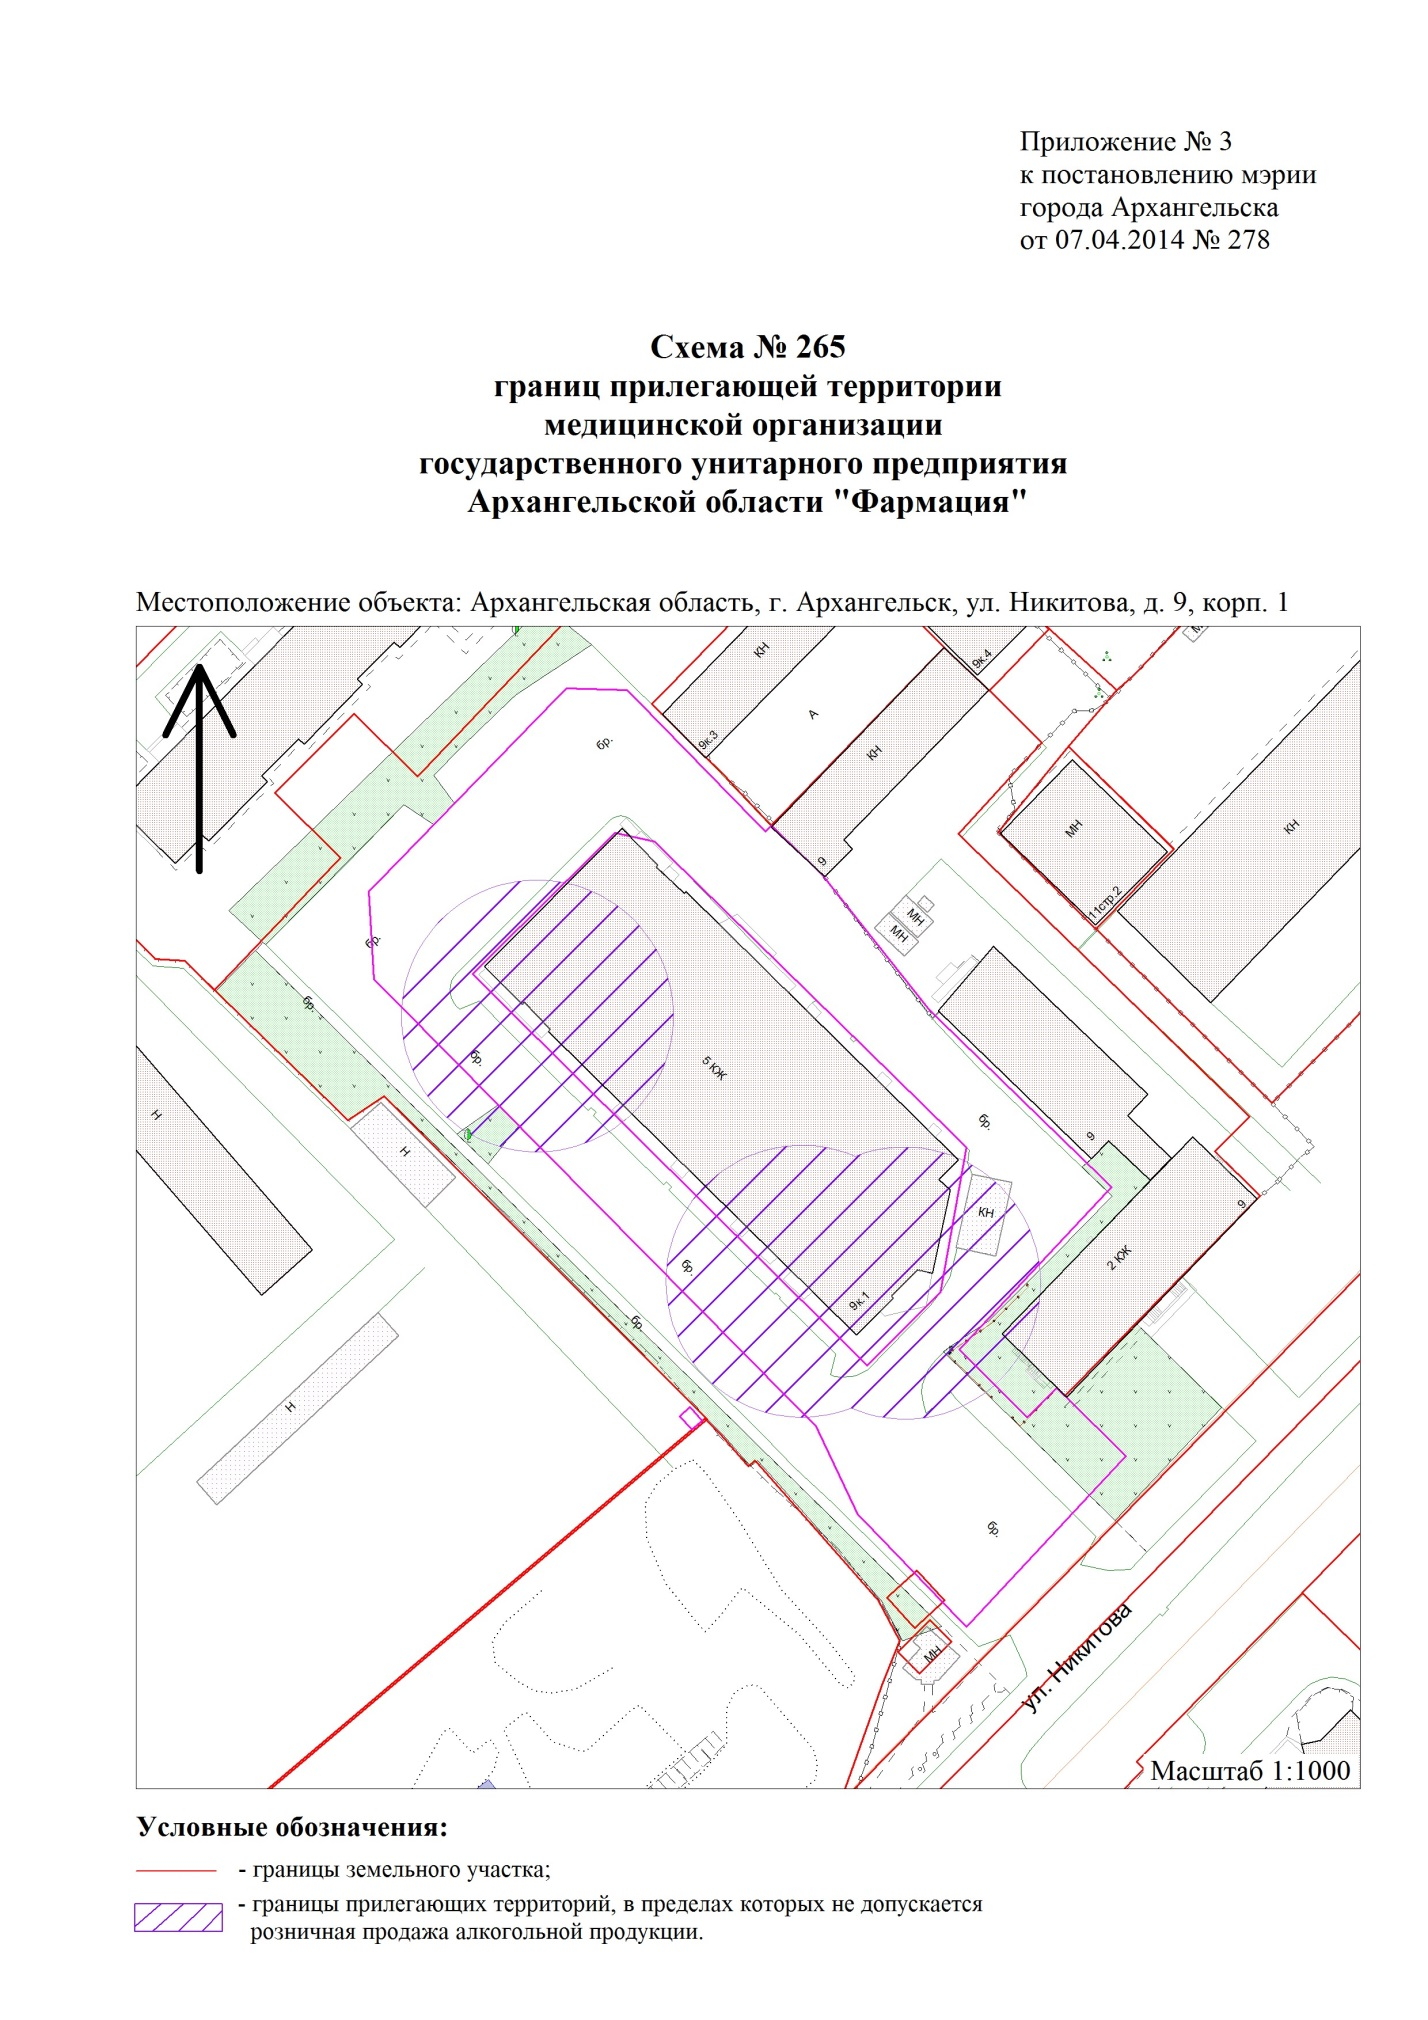 Приложение № 3
к постановлению мэрии
города Архангельска
от 07.04.2014 № 278
Схема № 265
границ прилегающей территории
медицинской организации
государственного унитарного предприятия
Архангельской области "Фармация"
Местоположение объекта: Архангельская область, г. Архангельск, ул. Никитова, д. 9, корп. 1
КН
9к.4
А
бр.
9к.3
КН
МН
КН
9
11стр.2
МН
МН
бр.
бр.
бр.
5 КЖ
Н
Н
бр.
9
КН
9
2 КЖ
бр.
9к.1
бр.
Н
бр.
МН
ул. Никитова
Масштаб 1:1000
Условные обозначения:
- границы земельного участка;
- границы прилегающих территорий, в пределах которых не допускается
розничная продажа алкогольной продукции.